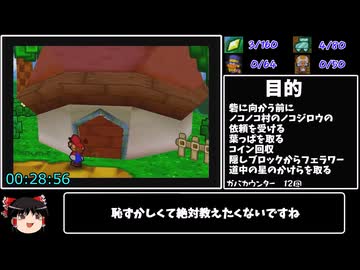 3/160 4/80
0/64 0/50
目的
砦に向かう前に
ノコノコ村のノコジロウの
依頼を受ける
葉っぱを取る
コイン回収
隠しブロックからフェラワー
道中の星のかけらを取る
ガバカウンター 12回
00:28:56
恥ずかしくて絶対教えたくないですね